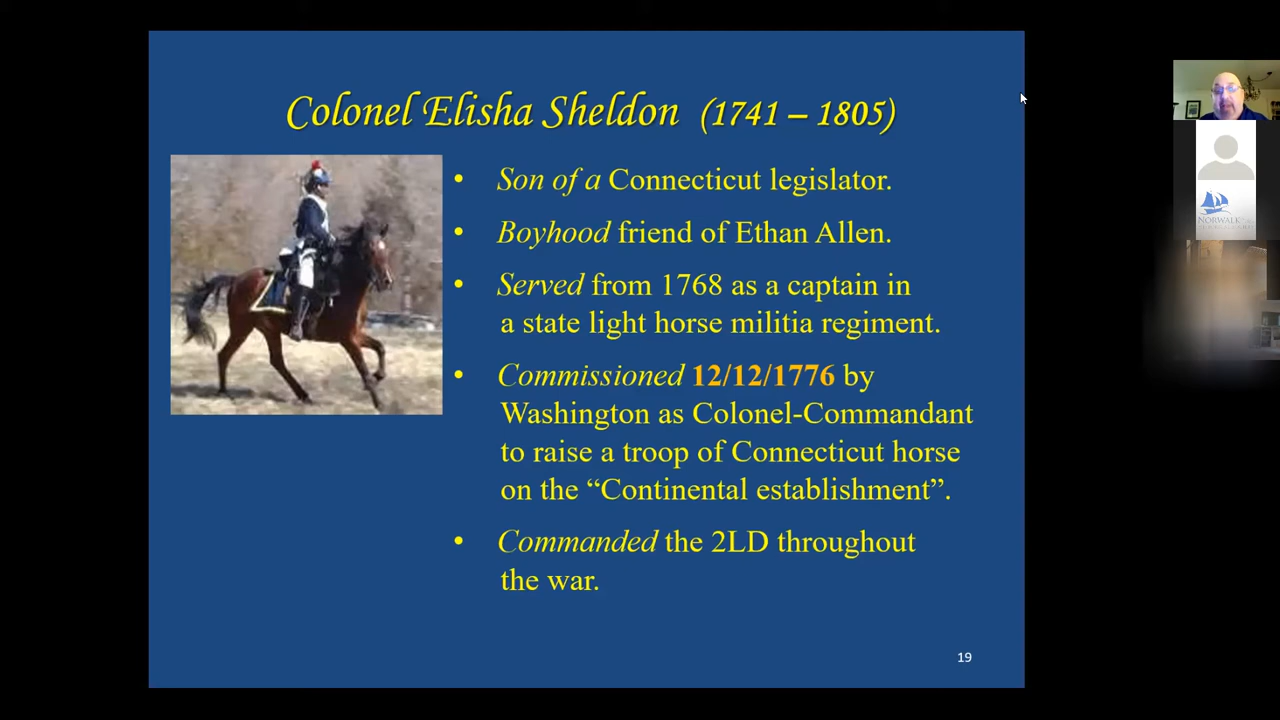 Colonel Elisha Sheldon (1741 – 1805)
• Son of a Connecticut legislator.
• Boyhood friend of Ethan Allen.
• Served from 1768 as a captain in
a state light horse militia regiment.
• Commissioned 12/12/1776 by
Washington as Colonel-Commandant
to raise a troop of Connecticut horse
on the “Continental establishment”.
• Commanded the 2LD throughout
the war.
19
NORWALK